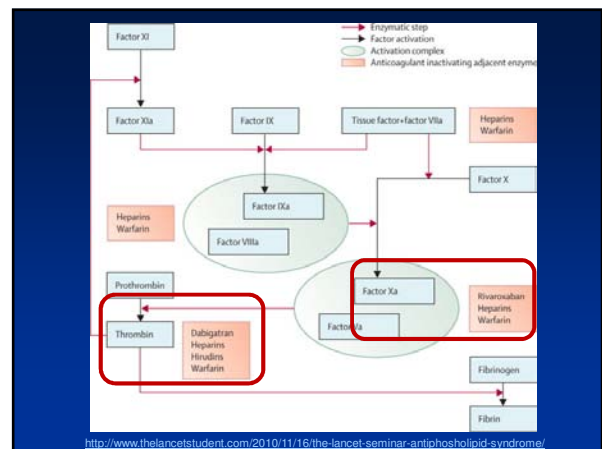 Enzymatic step
Factor activation
Activation complex
Anticoagulant inactivating adjacent enzyme
Factor XI
Factor XIa
Factor IX
Tissue factor+factor VIIa
Heparins
Warfarin
Factor X
Factor IXa
Factor VIIIa
Heparins
Warfarin
Prothrombin
Factor Xa
Rivaroxaban
Heparins
Warfarin
Thrombin
Dabigatran
Heparins
Hirudins
Warfarin
Fibrinogen
Fibrin
http://www.thelancetstudent.com/2010/11/16/the-lancet-seminar-antiphosholipid-syndrome/